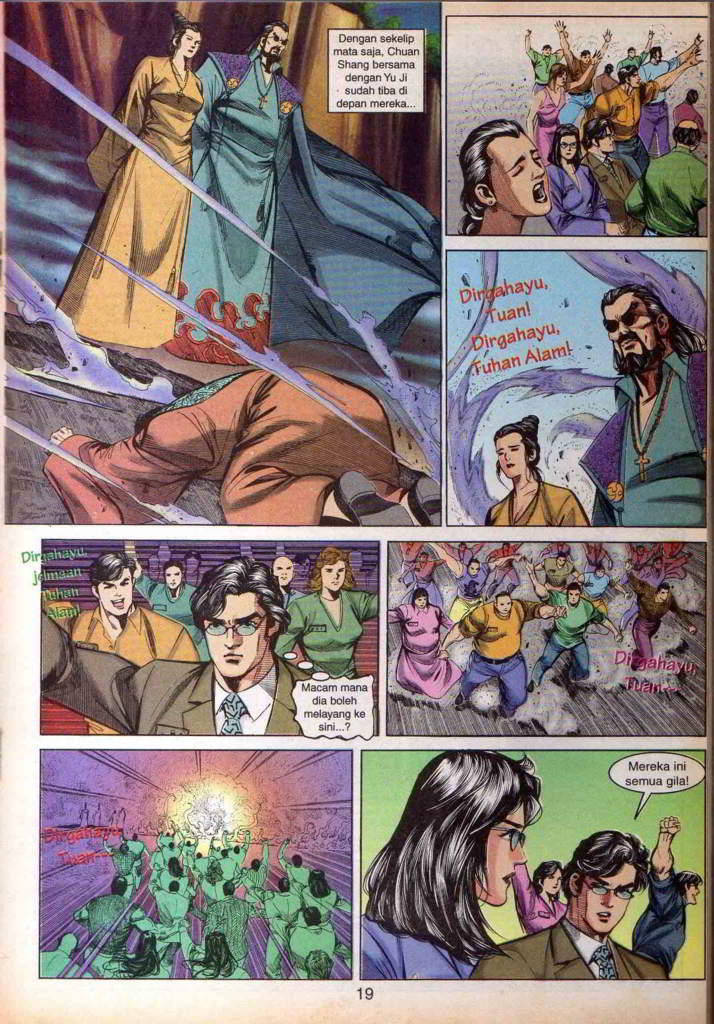 Dengan sekelip
mata saja, Chuan
Shang bersama
dengan Yu Ji
sudah tiba di
depan mereka...
Dirgahayu,
Tuan!
Dirgahayu,
Tuhan Alam!
Dirgahayu,
jelmaan
Tuhan
Alam!
Macam mana
dia boleh
melayang ke
sini...?
Dirgahayu,
Tuan---
Dirgahayu,
Tuan---
Mereka ini
semua gila!
19